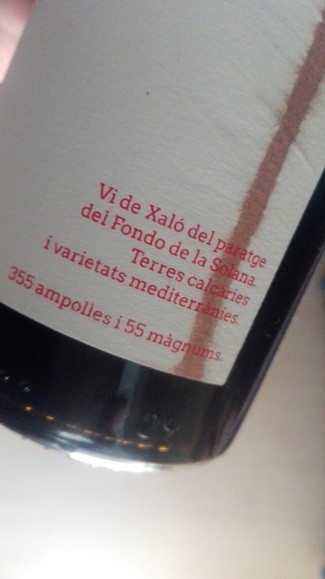 Vi de Xaló del paratge
del Fondo de la Solana.
Terres calcàries
i varietats mediterrànies.
355 ampolles i 55 màgnums.